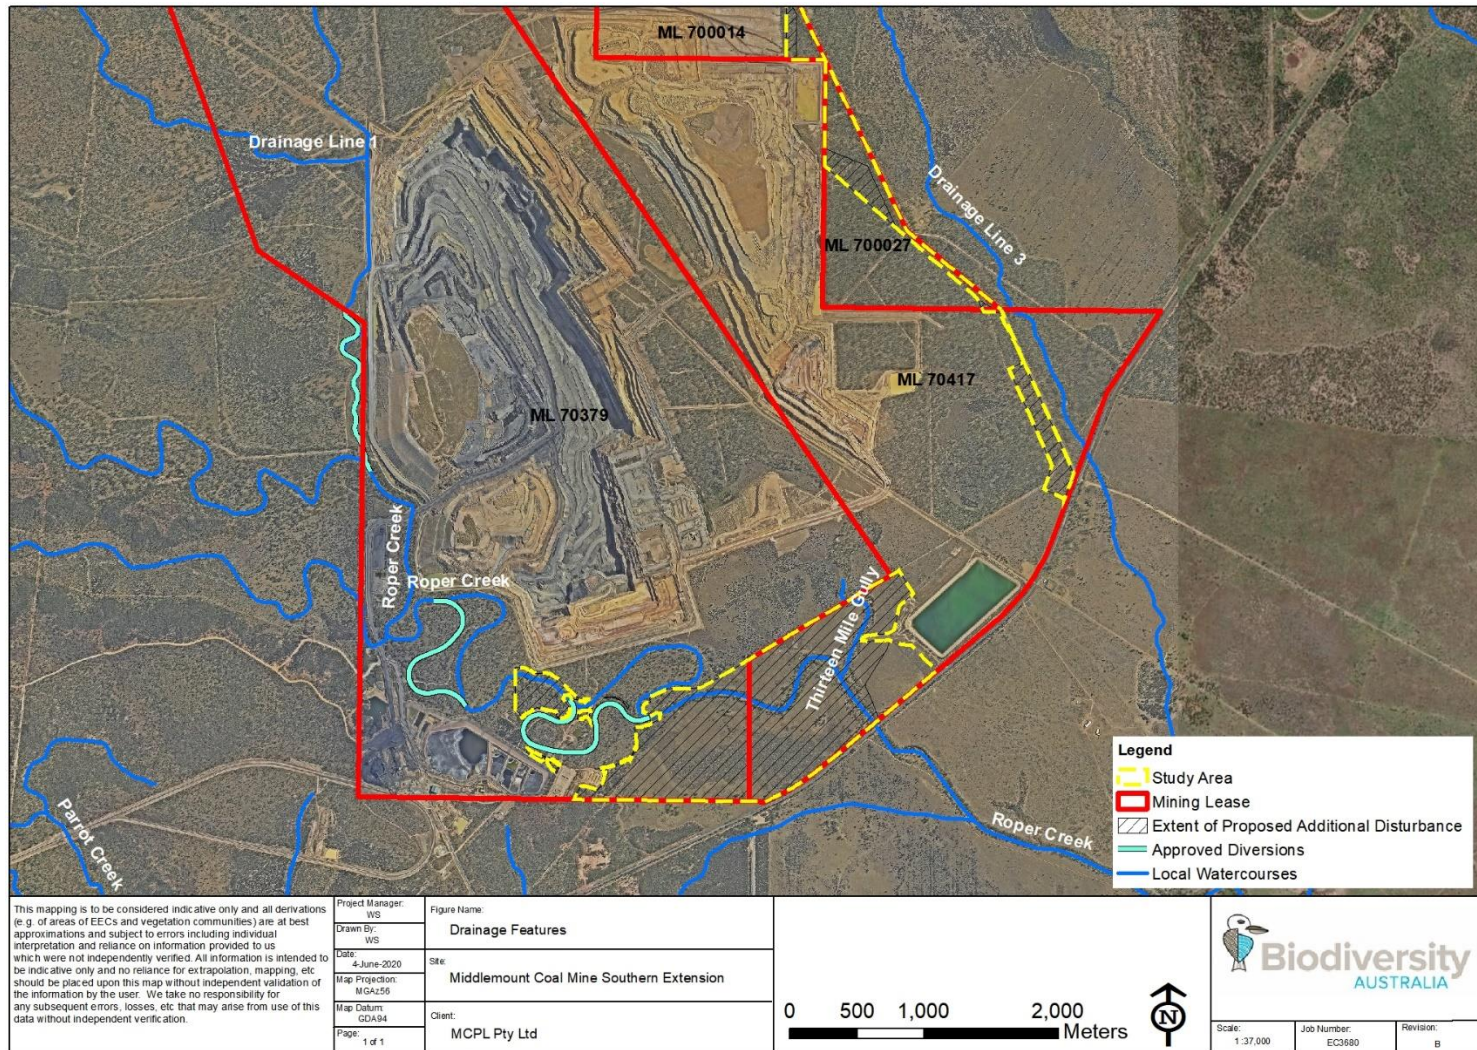 ML 700014
Drainage Line 1
Drainage Line 3
ML 700027
ML 70417
ML 70379
Roper Creek
Roper Creek
Thirteen Mile Gully
Parrot Creek
Roper Creek
Legend
Study Area
Mining Lease
Extent of Proposed Additional Disturbance
Approved Diversions
Local Watercourses
This mapping is to be considered indicative only and all derivations
(e.g. of areas of EECs and vegetation communities) are at best
approximations and subject to errors including individual
interpretation and reliance on information provided to us
which were not independently verified. All information is intended to
be indicative only and no reliance for extrapolation, mapping, etc
should be placed upon this map without independent validation of
the information by the user. We take no responsibility for
any subsequent errors, losses, etc that may arise from use of this
data without independent verification.
Project Manager:
WS
Drawn By:
WS
Date:
4-June-2020
Map Projection:
MGAz56
Map Datum:
GDA94
Page:
1 of 1
Figure Name:
Drainage Features
Site:
Middlemount Coal Mine Southern Extension
Client:
MCPL Pty Ltd
0 500 1,000 2,000
Meters
N
Biodiversity
AUSTRALIA
Scale:
1:37,000
Job Number:
EC3680
Revision:
B